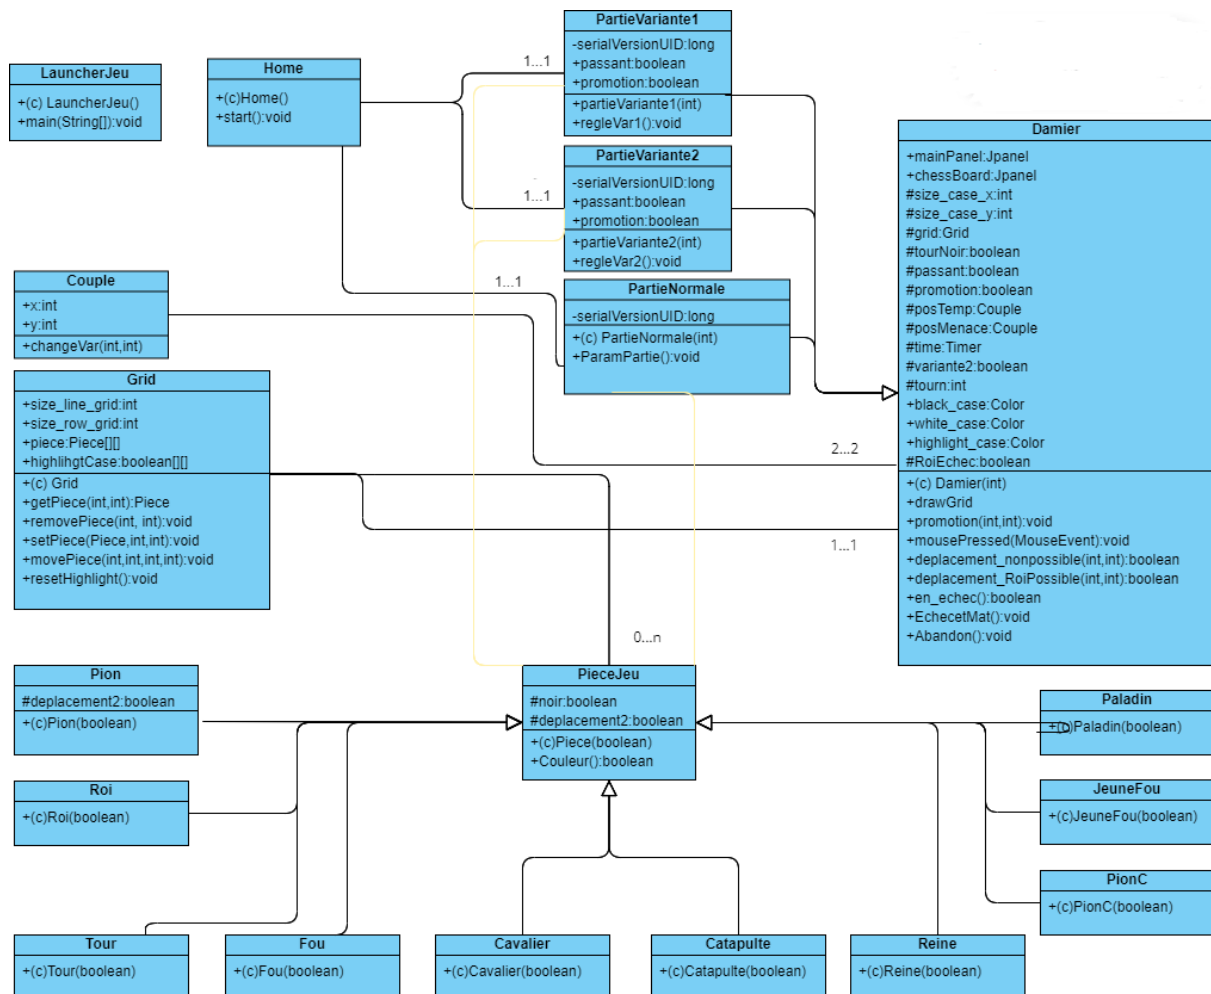 PartieVariante1
-serialVersionUID:long
+passant:boolean
+promotion:boolean
+partieVariante1(int)
+regleVar1():void
LauncherJeu
+(c) LauncherJeu()
+main(String[]):void
Home
+(c)Home()
+start():void
1...1
PartieVariante2
-serialVersionUID:long
+passant:boolean
+promotion:boolean
+partieVariante2(int)
+regleVar2():void
1...1
Damier
+mainPanel:Jpanel
+chessBoard:Jpanel
#size_case_x:int
#size_case_y:int
#grid:Grid
#tourNoir:boolean
#passant:boolean
#promotion:boolean
#posTemp:Couple
#posMenace:Couple
#time:Timer
#variante2:boolean
#tourn:int
+black_case:Color
+white_case:Color
+highlight_case:Color
#RoiEchec:boolean
+(c) Damier(int)
+drawGrid
+promotion(int,int):void
+mousePressed(MouseEvent):void
+deplacement_nonpossible(int,int):boolean
+deplacement_RoiPossible(int,int):boolean
+en_echec():boolean
+EchecetMat():void
+Abandon():void
Couple
+x:int
+y:int
+changeVar(int,int)
1...1
PartieNormale
-serialVersionUID:long
+(c) PartieNormale(int)
+ParamPartie():void
Grid
+size_line_grid:int
+size_row_grid:int
+piece:Piece[][]
+highlihgtCase:boolean[][]
+(c) Grid
+getPiece(int,int):Piece
+removePiece(int, int):void
+setPiece(Piece,int,int):void
+movePiece(int,int,int,int):void
+resetHighlight():void
2...2
1...1
0...n
Pion
#deplacement2:boolean
+(c)Pion(boolean)
PieceJeu
#noir:boolean
#deplacement2:boolean
+(c)Piece(boolean)
+Couleur():boolean
Paladin
+(c)Paladin(boolean)
Roi
+(c)Roi(boolean)
JeuneFou
+(c)JeuneFou(boolean)
PionC
+(c)PionC(boolean)
Tour
+(c)Tour(boolean)
Fou
+(c)Fou(boolean)
Cavalier
+(c)Cavalier(boolean)
Catapulte
+(c)Catapulte(boolean)
Reine
+(c)Reine(boolean)